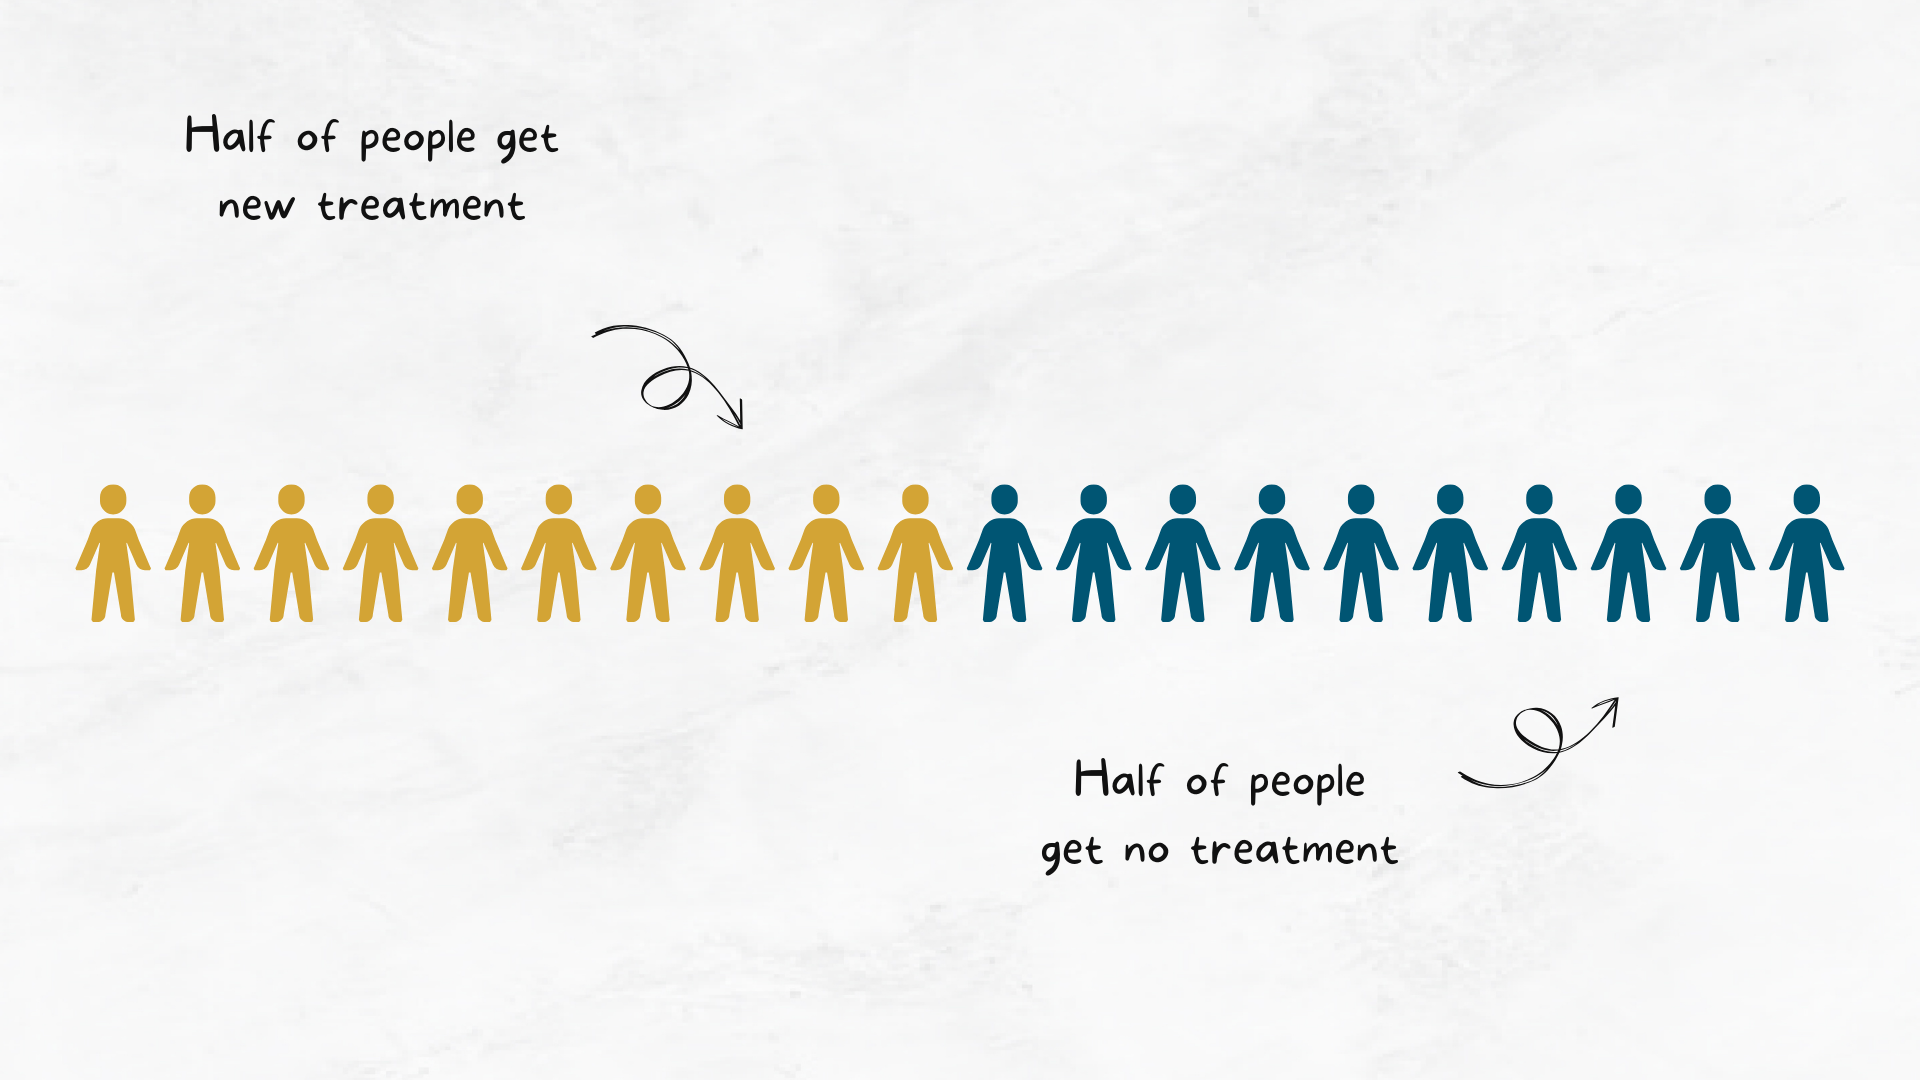 Half of people get
new treatment
Half of people
get no treatment